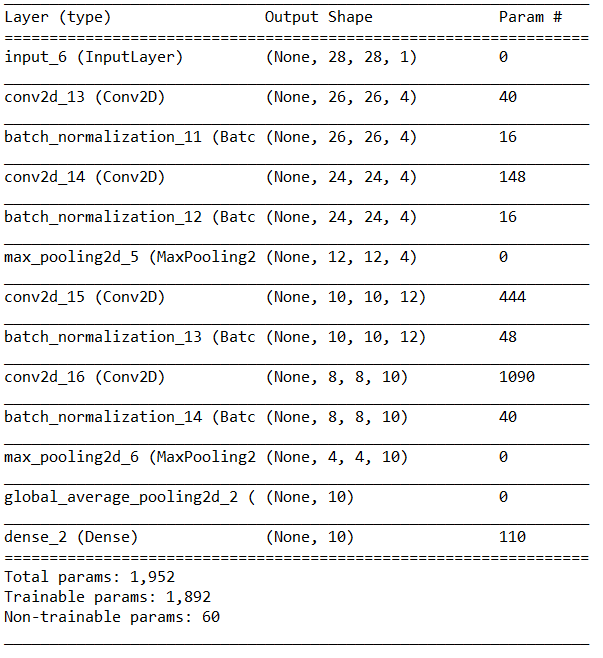 Layer (type) Output Shape Param #
=================================================================
input_6 (InputLayer) (None, 28, 28, 1) 0
conv2d_13 (Conv2D) (None, 26, 26, 4) 40
batch_normalization_11 (Batc (None, 26, 26, 4) 16
conv2d_14 (Conv2D) (None, 24, 24, 4) 148
batch_normalization_12 (Batc (None, 24, 24, 4) 16
max_pooling2d_5 (MaxPooling2 (None, 12, 12, 4) 0
conv2d_15 (Conv2D) (None, 10, 10, 12) 444
batch_normalization_13 (Batc (None, 10, 10, 12) 48
conv2d_16 (Conv2D) (None, 8, 8, 10) 1090
batch_normalization_14 (Batc (None, 8, 8, 10) 40
max_pooling2d_6 (MaxPooling2 (None, 4, 4, 10) 0
global_average_pooling2d_2 ( (None, 10) 0
dense_2 (Dense) (None, 10) 110
=================================================================
Total params: 1,952
Trainable params: 1,892
Non-trainable params: 60